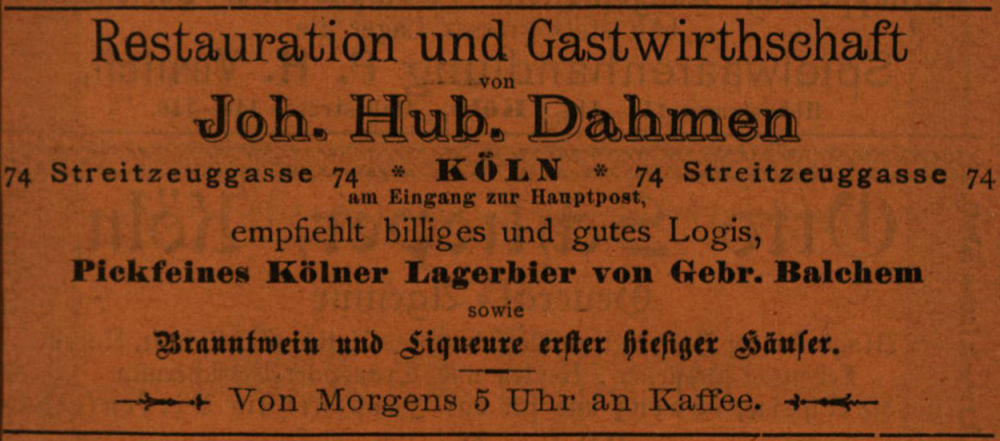 Restauration und Gastwirthschaft
von
Joh. Hub. Dahmen
74 Streitzeuggasse 74 * KÖLN * 74 Streitzeuggasse 74
am Eingang zur Hauptpost,
empfiehlt billiges und gutes Logis,
Pickfeines Kölner Lagerbier von Gebr. Balchem
sowie
Branntwein und Liqueure erster hiesiger Häuser.
Von Morgens 5 Uhr an Kaffee.